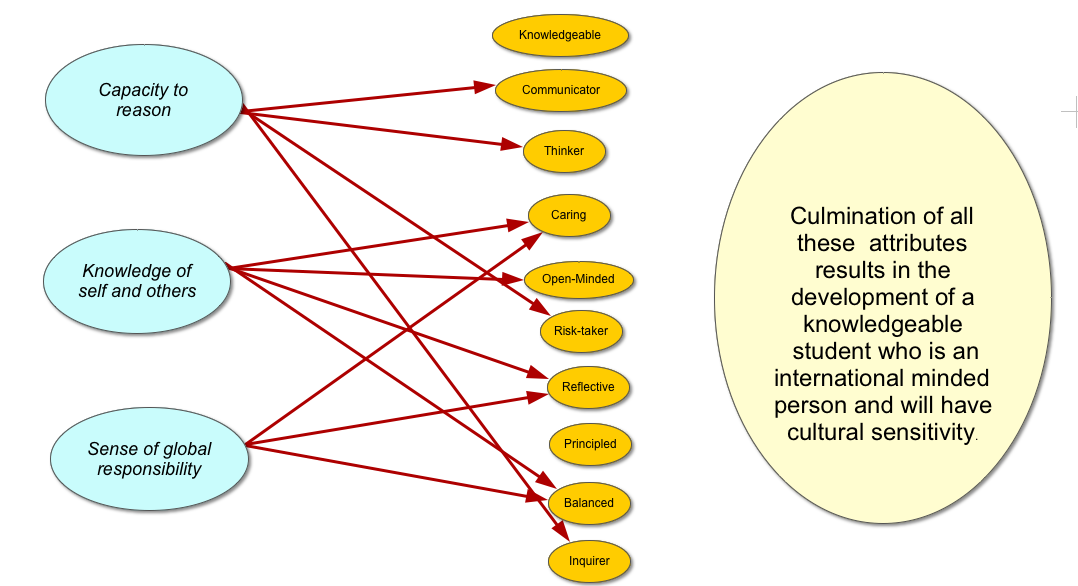 Capacity to
reason
Knowledge of
self and others
Sense of global
responsibility
Knowledgeable
Communicator
Thinker
Caring
Open-Minded
Risk-taker
Reflective
Principled
Balanced
Inquirer
Culmination of all
these  attributes
results in the
development of a
knowledgeable
student who is an
international minded
person and will have
cultural sensitivity.